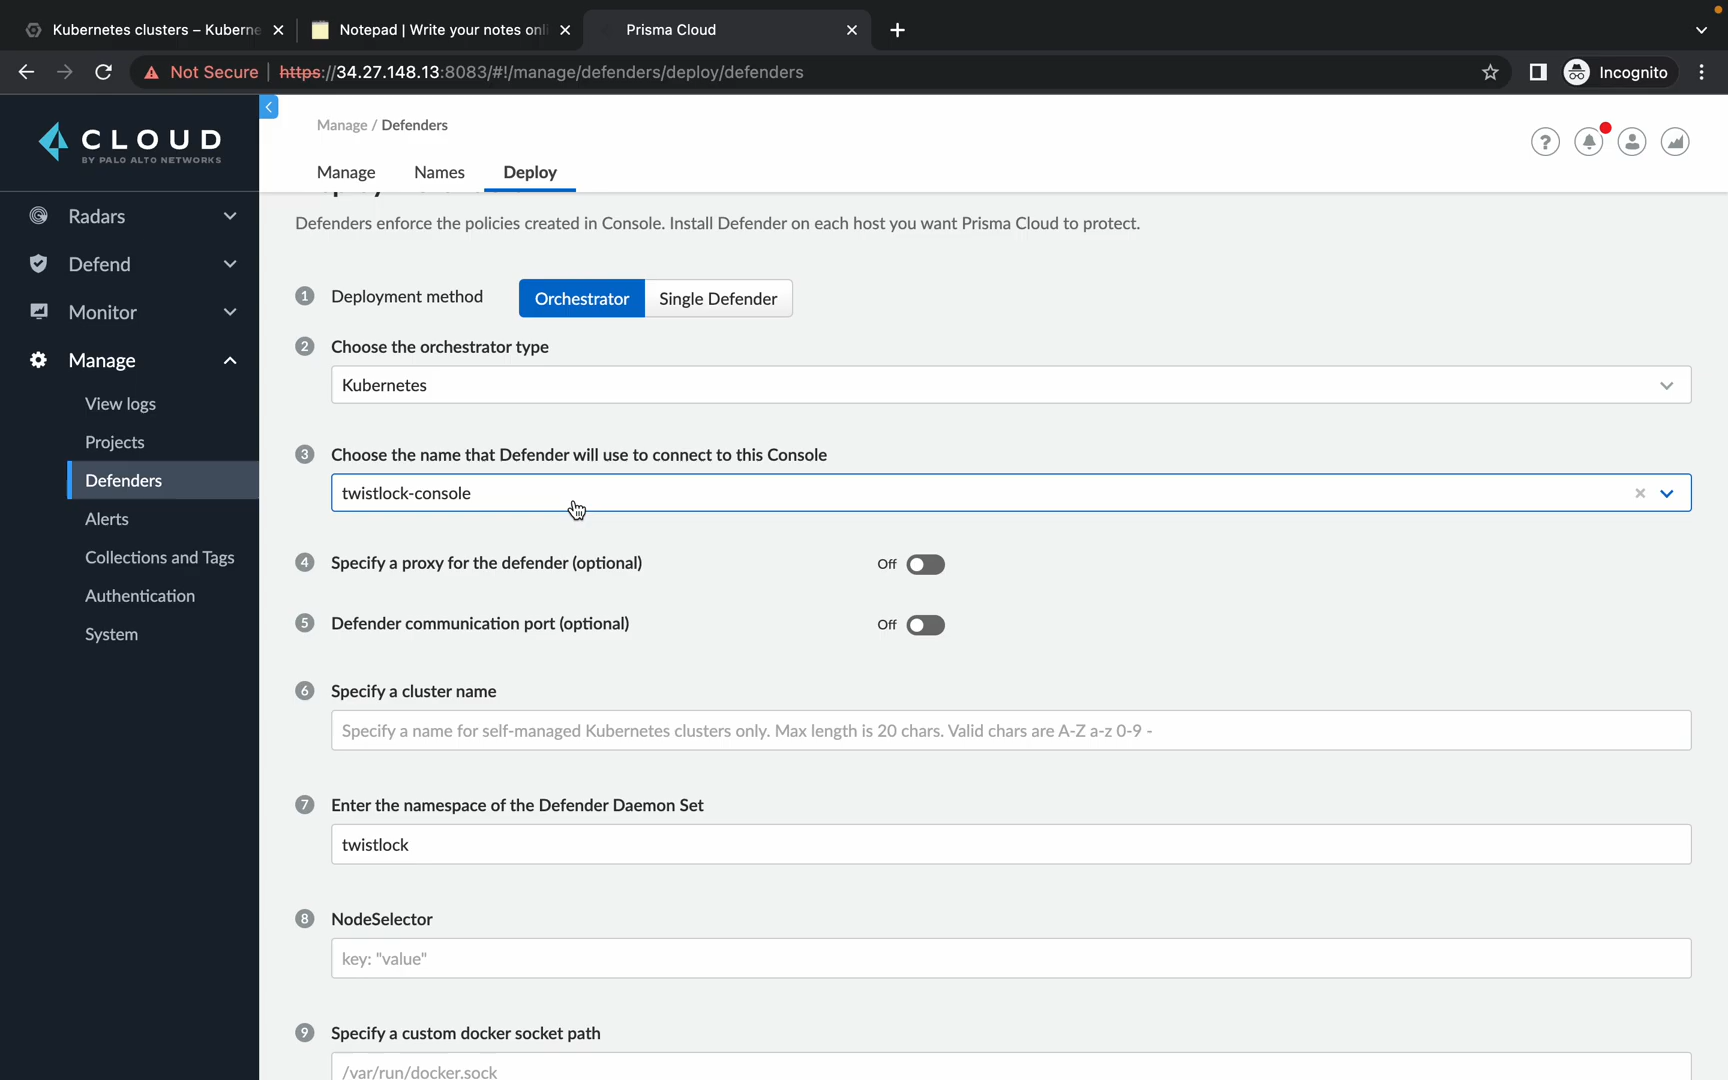 Kubernetes clusters – Kuberne
Notepad | Write your notes onli
Prisma Cloud
Not Secure | https://34.27.148.13:8083/#!/manage/defenders/deploy/defenders
Incognito
CLOUD
BY PALO ALTO NETWORKS
Radars
Defend
Monitor
Manage
View logs
Projects
Defenders
Alerts
Collections and Tags
Authentication
System
Manage / Defenders
Manage Names Deploy
Defenders enforce the policies created in Console. Install Defender on each host you want Prisma Cloud to protect.
1 Deployment method Orchestrator Single Defender
2 Choose the orchestrator type
Kubernetes
3 Choose the name that Defender will use to connect to this Console
twistlock-console
4 Specify a proxy for the defender (optional) Off
5 Defender communication port (optional) Off
6 Specify a cluster name
Specify a name for self-managed Kubernetes clusters only. Max length is 20 chars. Valid chars are A-Z a-z 0-9 -
7 Enter the namespace of the Defender Daemon Set
twistlock
8 NodeSelector
key: "value"
9 Specify a custom docker socket path
/var/run/docker.sock